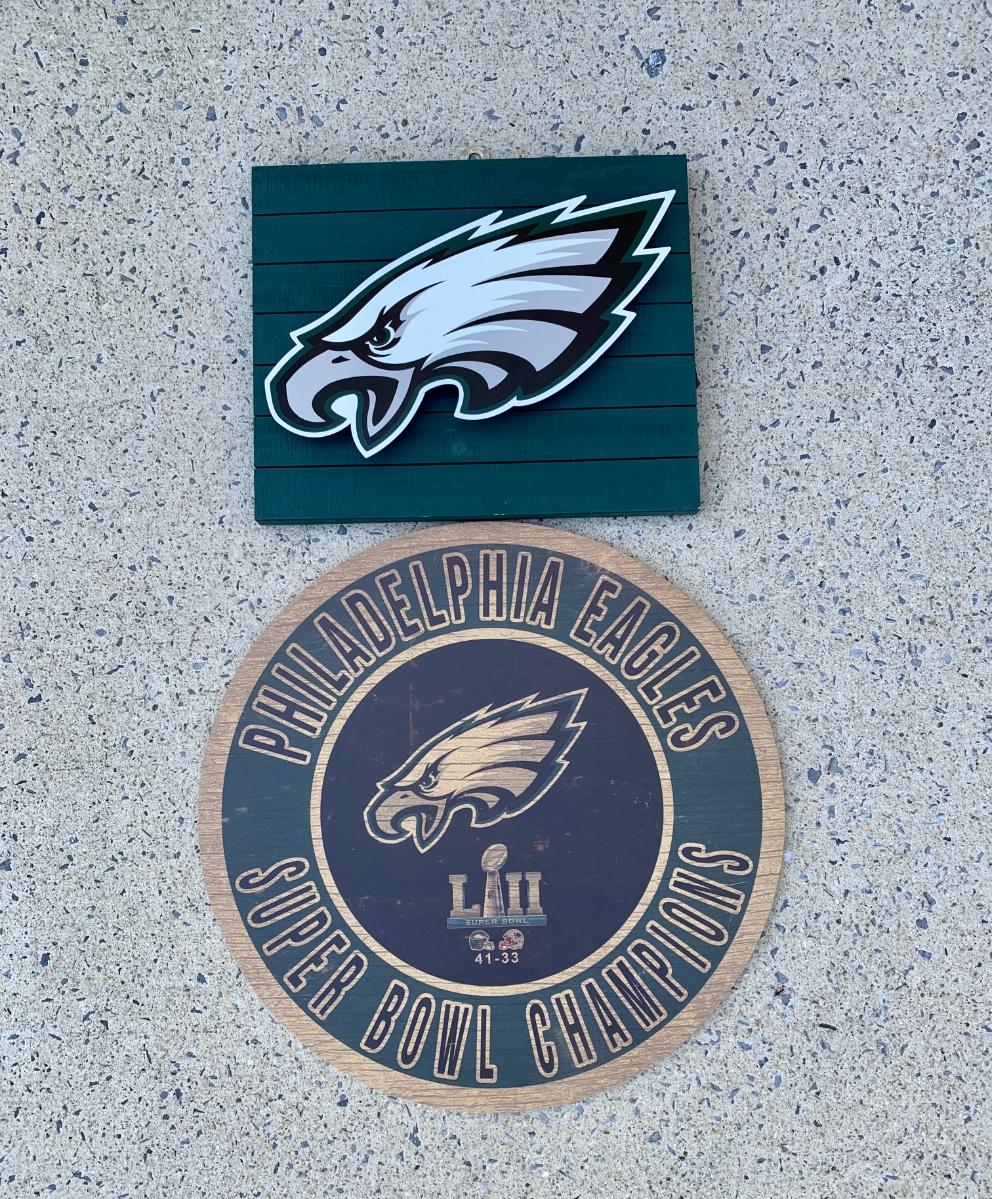 PHILADELPHIA EAGLES
LII
SUPER BOWL
41-33
SUPER BOWL CHAMPIONS